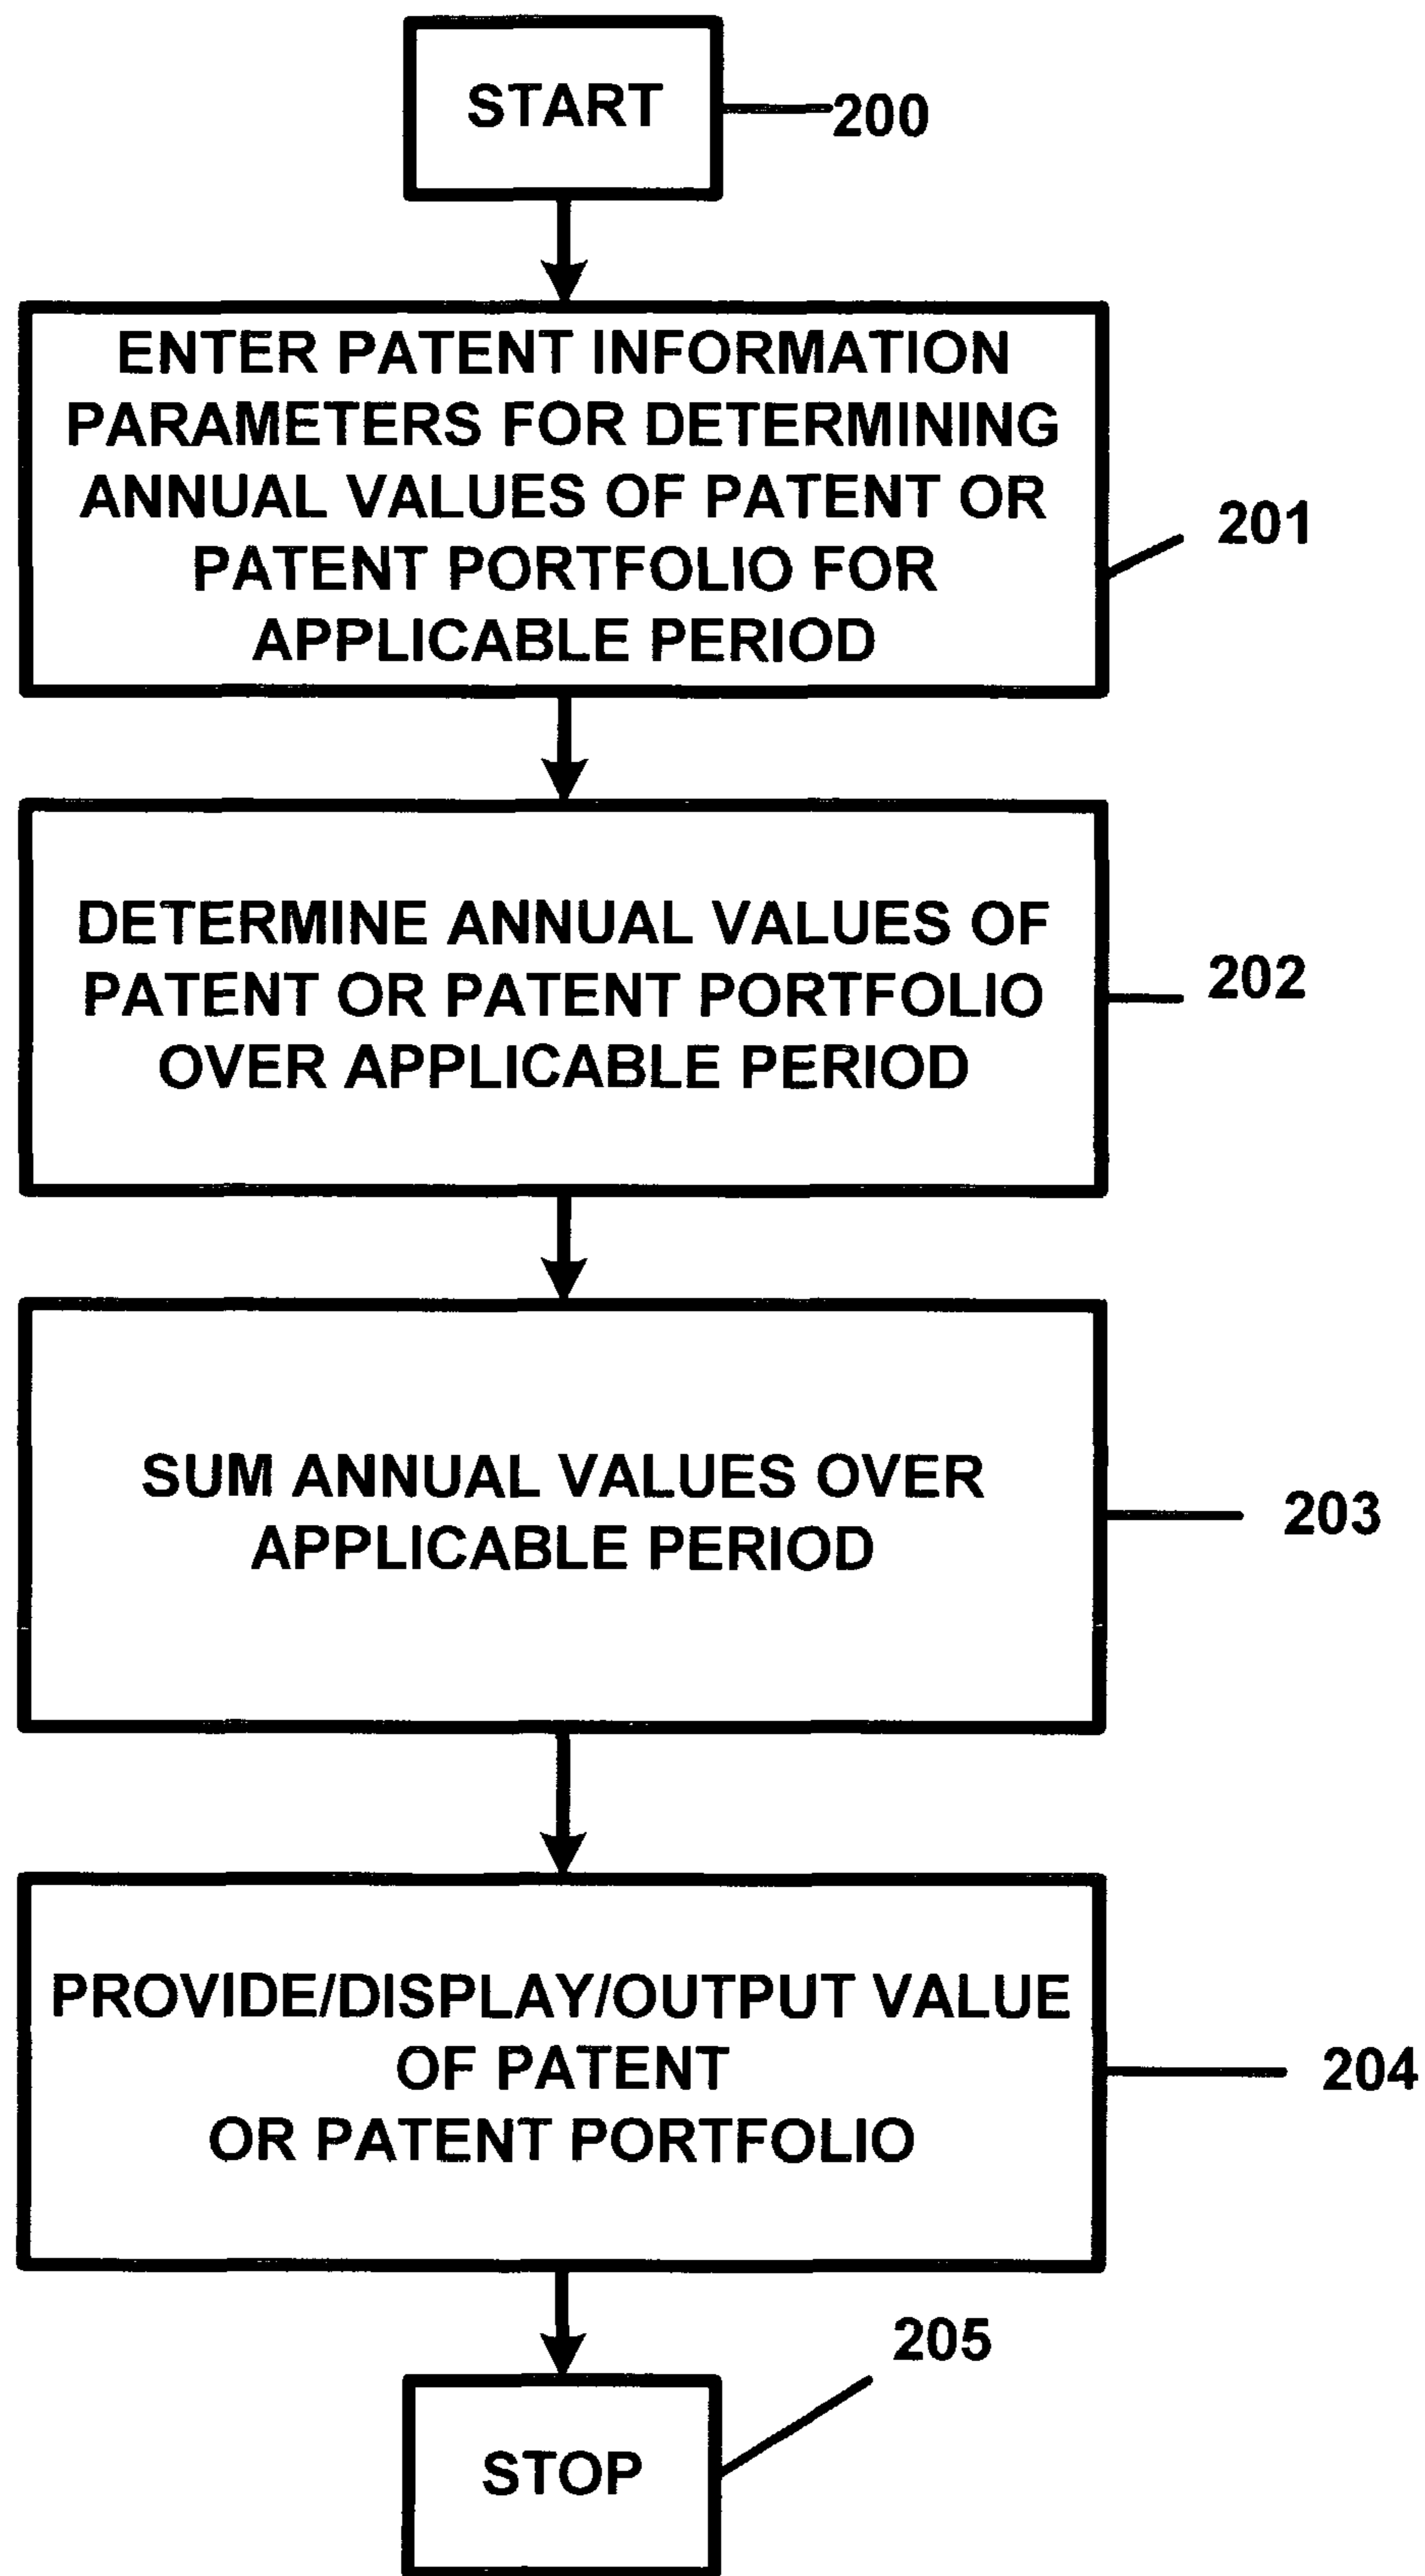 START
200
ENTER PATENT INFORMATION
PARAMETERS FOR DETERMINING
ANNUAL VALUES OF PATENT OR
PATENT PORTFOLIO FOR
APPLICABLE PERIOD
201
DETERMINE ANNUAL VALUES OF
PATENT OR PATENT PORTFOLIO
OVER APPLICABLE PERIOD
202
SUM ANNUAL VALUES OVER
APPLICABLE PERIOD
203
PROVIDE/DISPLAY/OUTPUT VALUE
OF PATENT
OR PATENT PORTFOLIO
204
205
STOP